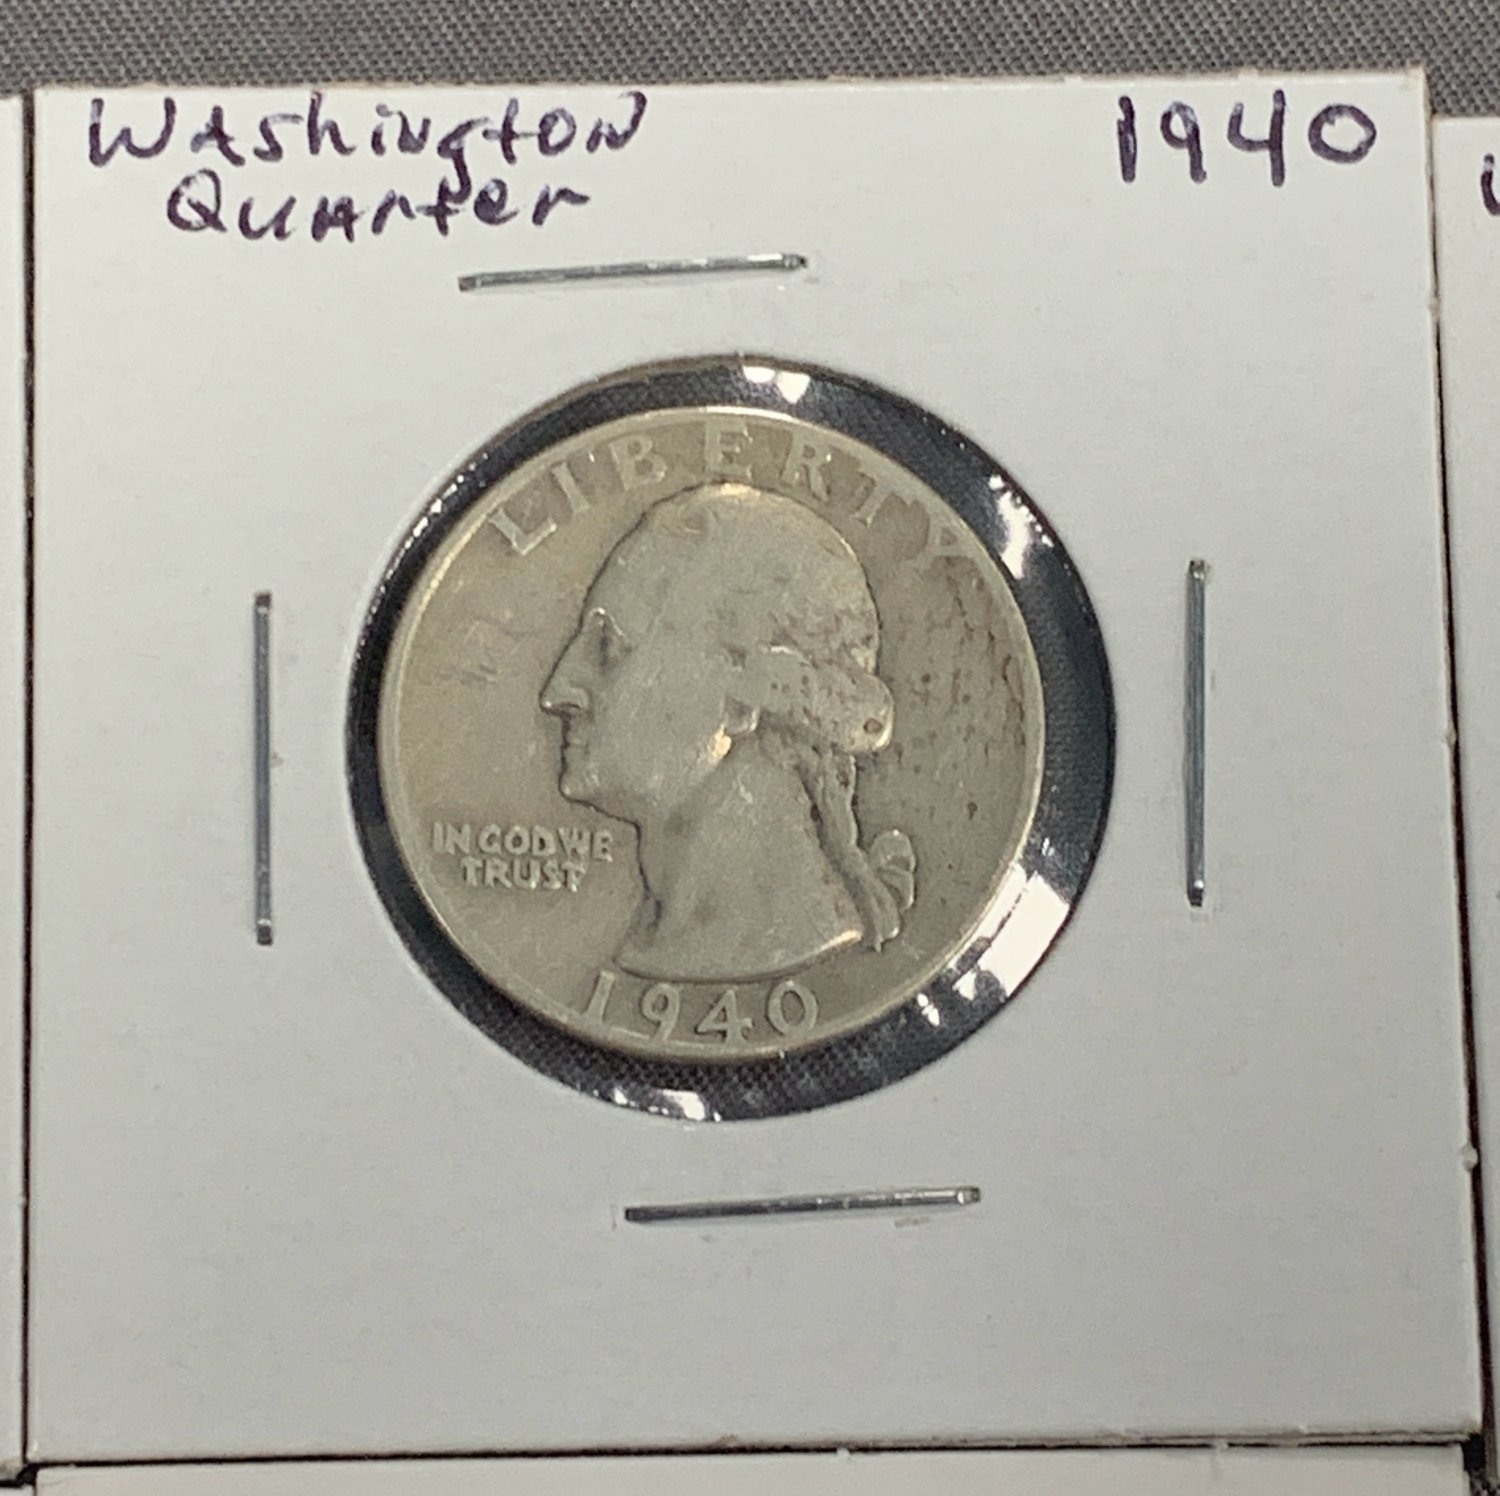 Washington 1940
Quarter
LIBERTY
IN GOD WE
TRUST
1940